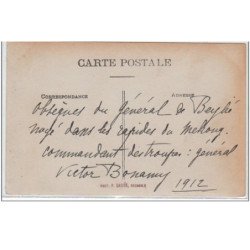 CARTE POSTALE
CORRESPONDANCE ADRESSE
Obsèques du Général de Beylié
noyé dans les rapides du Mékong.
commandant des troupes : général
Victor Bonamy
1912